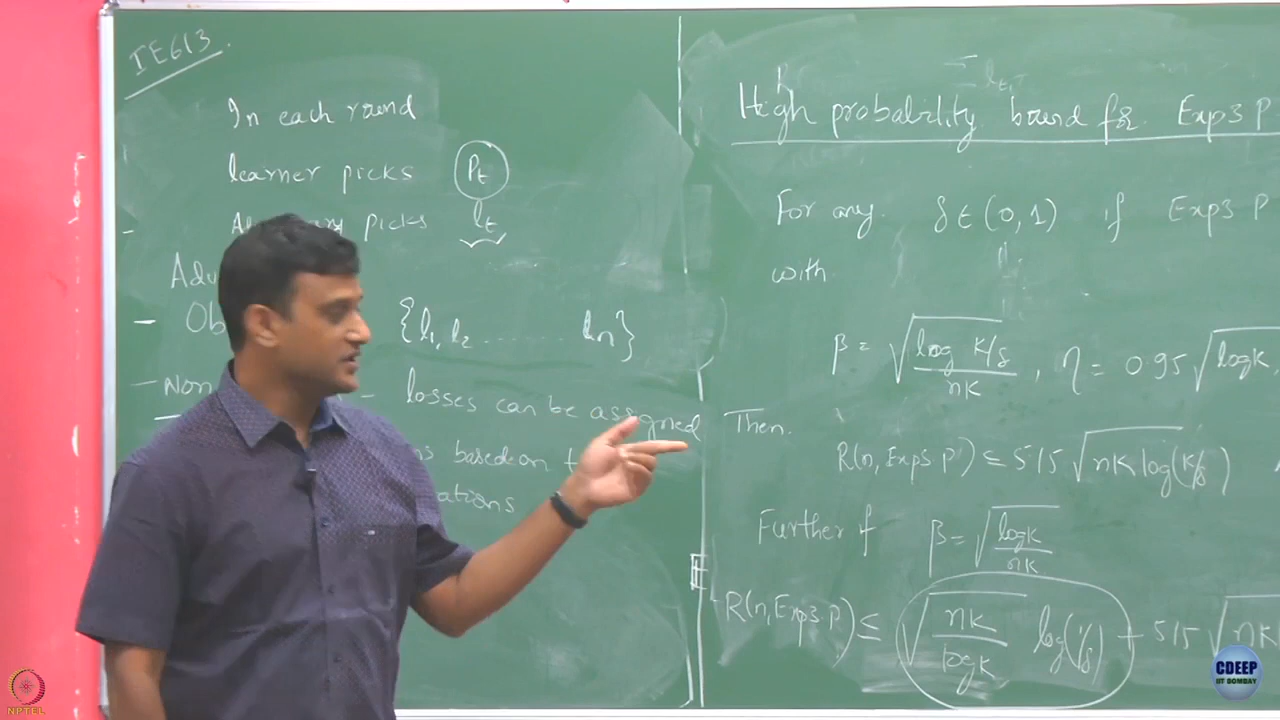 IE613.
In each round
learner picks Pt
picks lt
- Adv
- Ob {l1, l2 ....... ln}
- Non - losses can be assigned
ns based on t
ations
lt,T
High probability bound for Exp3 P
For any δ ∈ (0,1) if Exp3 P
with
β = √(log K/δ / nK), η = 0.95 √(log K
Then.
R(n, Exp3 P) ≤ 5.15 √(nK log(K/δ))
Further if β = √(log K / nK)
R(n, Exp3 P) ≤ √(nK / log K) log(1/δ) + 5.15 √(nK
CDEEP
IIT BOMBAY
NPTEL